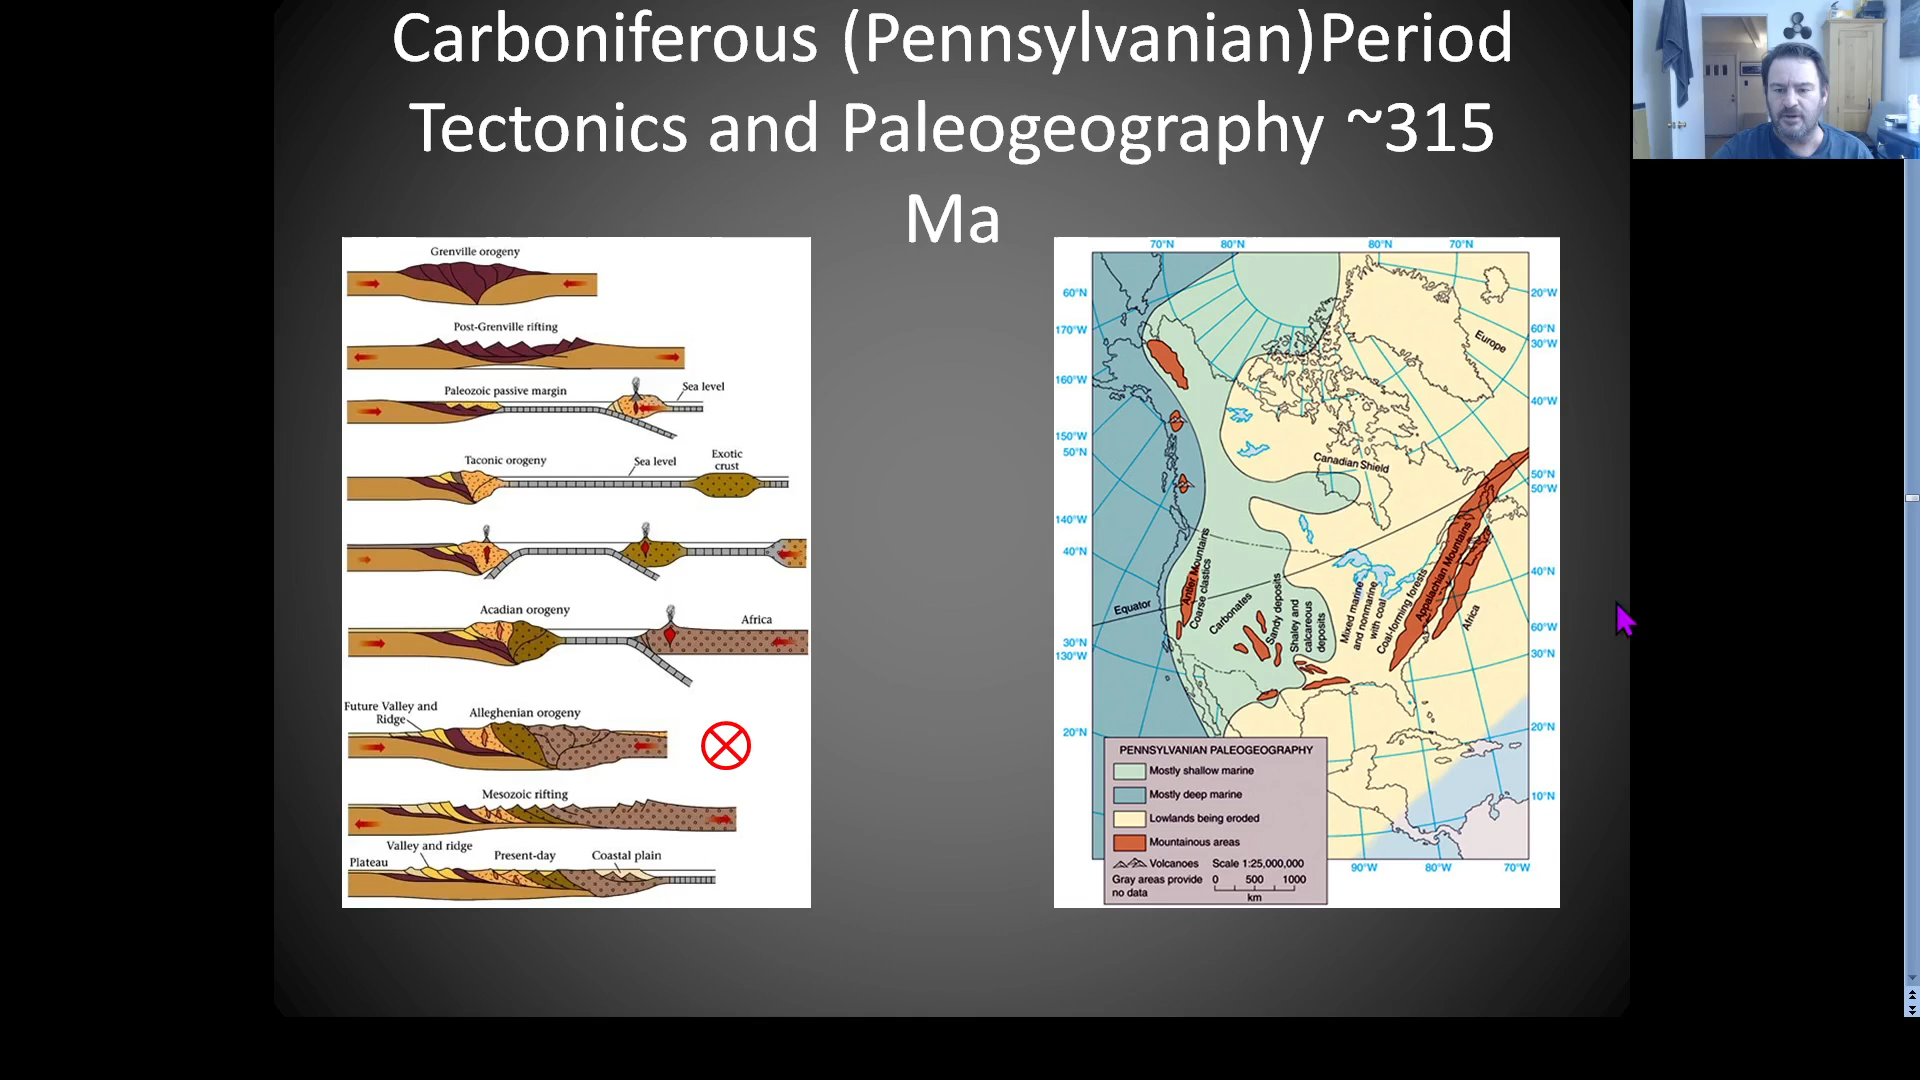 Carboniferous (Pennsylvanian)Period
Tectonics and Paleogeography ~315
Ma
Grenville orogeny
Post-Grenville rifting
Paleozoic passive margin
Sea level
Taconic orogeny
Sea level
Exotic
crust
Acadian orogeny
Africa
Future Valley and
Ridge
Alleghenian orogeny
Mesozoic rifting
Valley and ridge
Plateau
Present-day
Coastal plain
70°N
80°N
80°N
70°N
60°N
170°W
160°W
150°W
50°N
140°W
40°N
30°N
130°W
20°N
20°W
60°N
30°W
40°W
50°N
50°W
40°N
60°W
30°N
20°N
10°N
90°W
80°W
70°W
Europe
Canadian Shield
Equator
Antler Mountains
Coarse clastics
Carbonates
Sandy deposits
Shaley and
calcareous
deposits
Mixed marine
and nonmarine
with coal
Coal-forming forests
Appalachian Mountains
Africa
PENNSYLVANIAN PALEOGEOGRAPHY
Mostly shallow marine
Mostly deep marine
Lowlands being eroded
Mountainous areas
Volcanoes
Scale 1:25,000,000
Gray areas provide
no data
0 500 1000
km